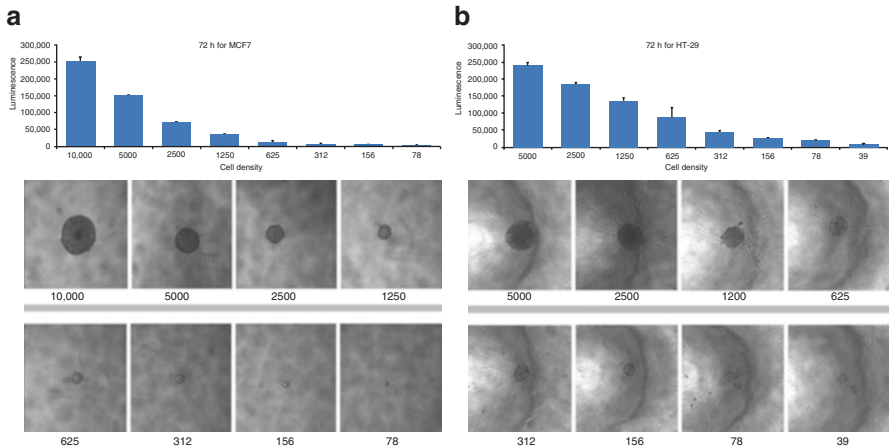 a
72 h for MCF7
Luminescence
300,000
250,000
200,000
150,000
100,000
50,000
0
10,000 5000 2500 1250 625 312 156 78
Cell density
10,000 5000 2500 1250
625 312 156 78
b
72 h for HT-29
Luminescence
300,000
250,000
200,000
150,000
100,000
50,000
0
5000 2500 1250 625 312 156 78 39
Cell density
5000 2500 1200 625
312 156 78 39